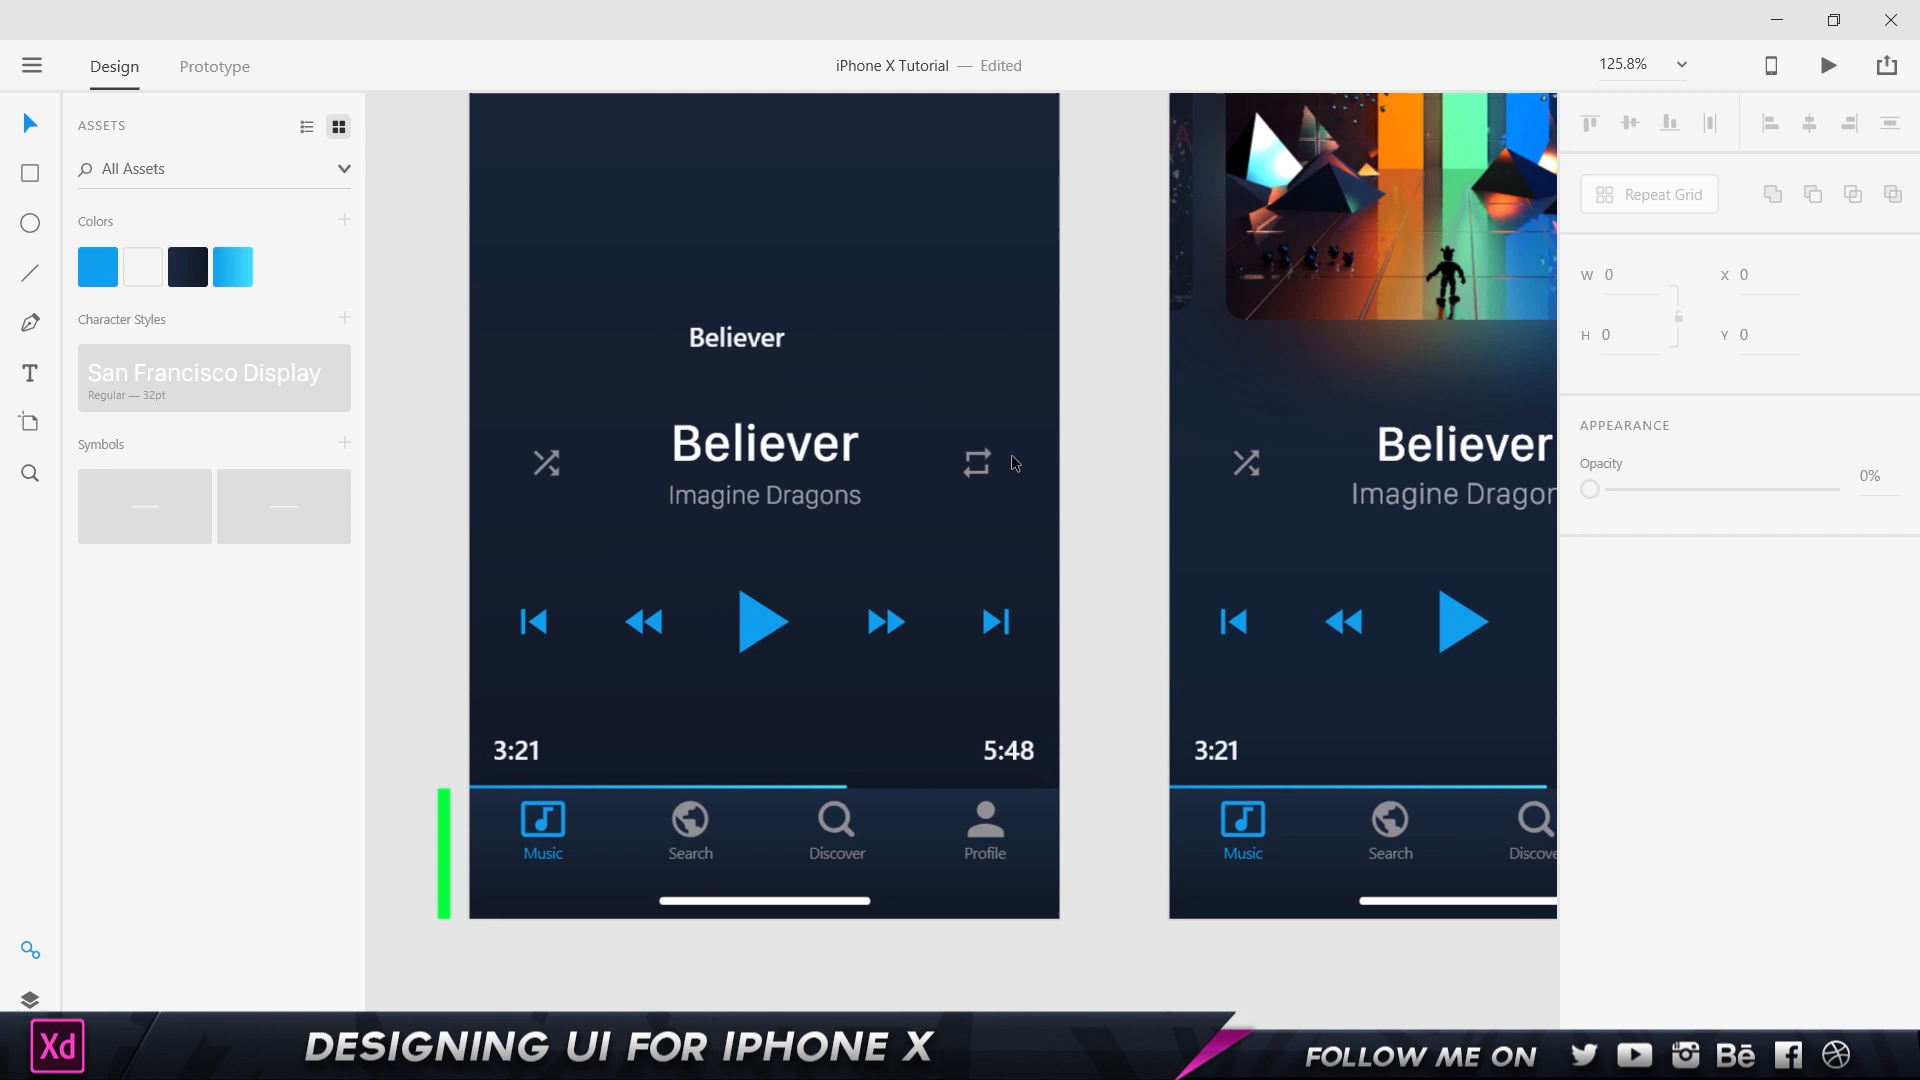 Design
Prototype
iPhone X Tutorial — Edited
125.8%
ASSETS
All Assets
Colors
Character Styles
San Francisco Display
Regular — 32pt
Symbols
Believer
Believer
Imagine Dragons
3:21
5:48
Music
Search
Discover
Profile
Believer
Imagine Dragon
3:21
Music
Search
Discove
Repeat Grid
W 0
X 0
H 0
Y 0
APPEARANCE
Opacity
0%
Xd
DESIGNING UI FOR IPHONE X
FOLLOW ME ON
Bē